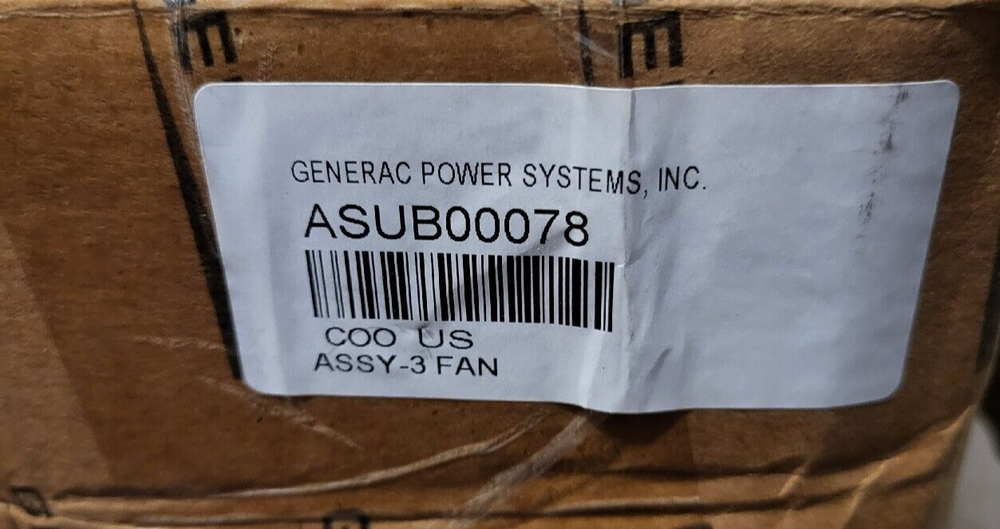 GENERAC POWER SYSTEMS, INC.
ASUB00078
COO US
ASSY-3 FAN